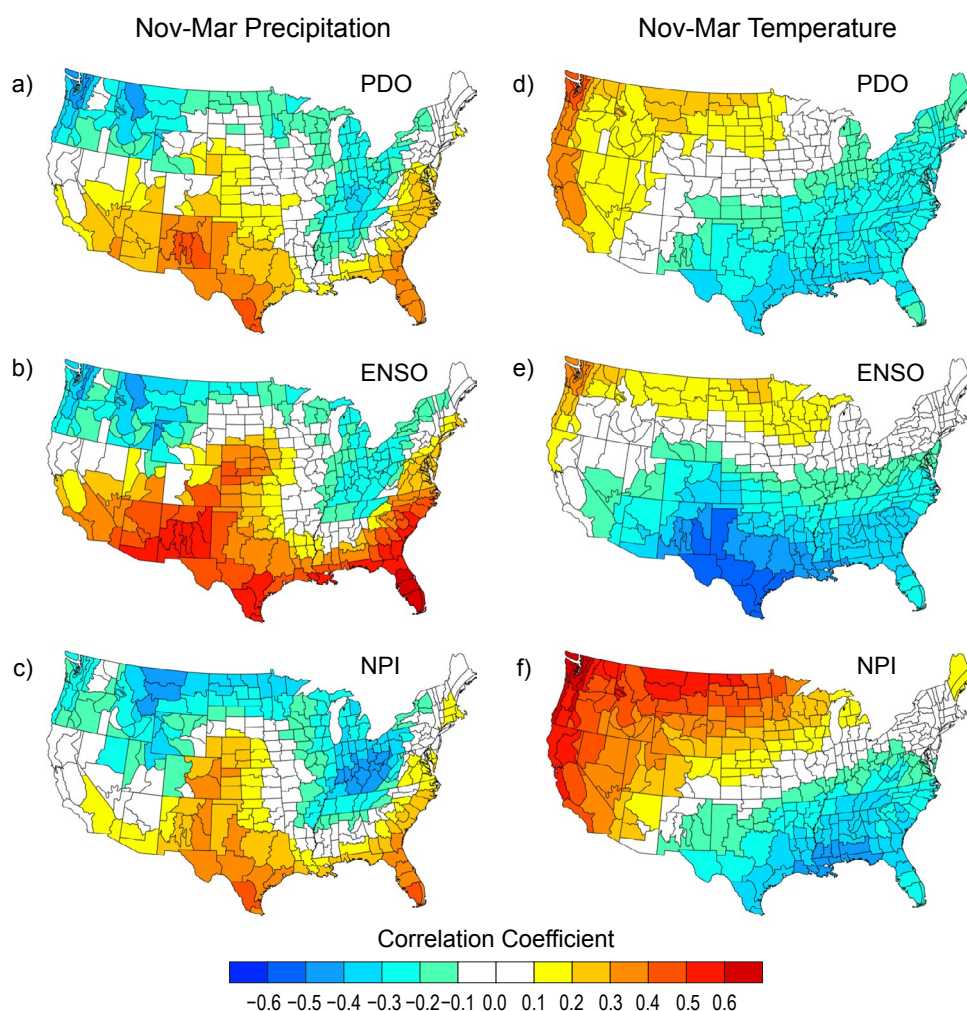 Nov-Mar Precipitation
Nov-Mar Temperature
a)
PDO
d)
PDO
b)
ENSO
e)
ENSO
c)
NPI
f)
NPI
Correlation Coefficient
−0.6 −0.5 −0.4 −0.3 −0.2 −0.1 0.0 0.1 0.2 0.3 0.4 0.5 0.6